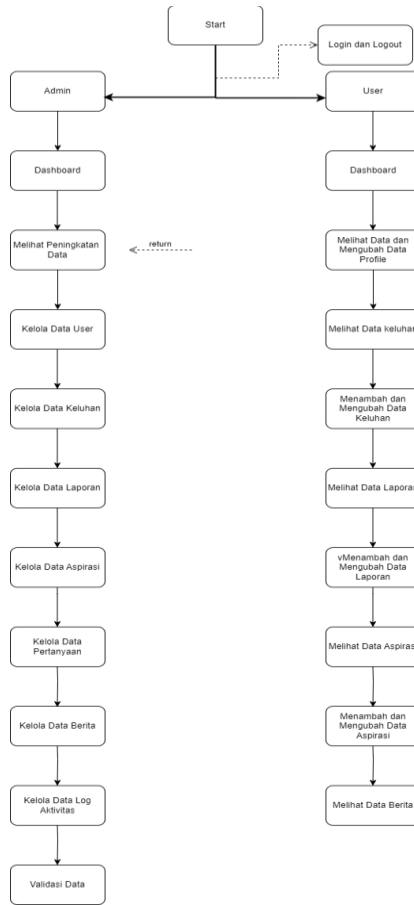 Start
Login dan Logout
Admin
User
Dashboard
Dashboard
Melihat Peningkatan
Data
return
Melihat Data dan
Mengubah Data
Profile
Kelola Data User
Melihat Data keluhan
Kelola Data Keluhan
Menambah dan
Mengubah Data
Keluhan
Kelola Data Laporan
Melihat Data Laporan
Kelola Data Aspirasi
vMenambah dan
Mengubah Data
Laporan
Kelola Data
Pertanyaan
Melihat Data Aspirasi
Kelola Data Berita
Menambah dan
Mengubah Data
Aspirasi
Kelola Data Log
Aktivitas
Melihat Data Berita
Validasi Data